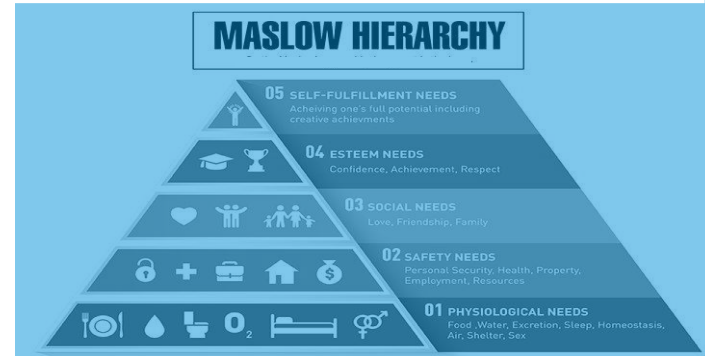 MASLOW HIERARCHY
05 SELF-FULFILLMENT NEEDS
Acheiving one's full potential including
creative achievments
04 ESTEEM NEEDS
Confidence, Achievement, Respect
03 SOCIAL NEEDS
Love, Friendship, Family
02 SAFETY NEEDS
Personal Security, Health, Property,
Employment, Resources
01 PHYSIOLOGICAL NEEDS
Food ,Water, Excretion, Sleep, Homeostasis,
Air, Shelter, Sex
O2